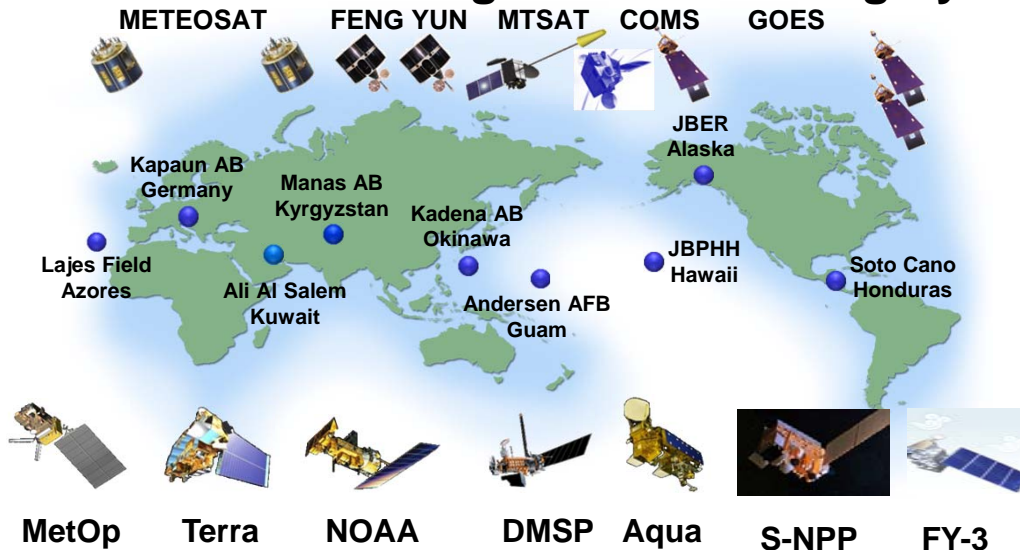 METEOSAT FENG YUN MTSAT COMS GOES
JBER
Alaska
Kapaun AB
Germany
Manas AB
Kyrgyzstan
Kadena AB
Okinawa
JBPHH
Hawaii
Lajes Field
Azores
Ali Al Salem
Kuwait
Andersen AFB
Guam
Soto Cano
Honduras
MetOp Terra NOAA DMSP Aqua S-NPP FY-3